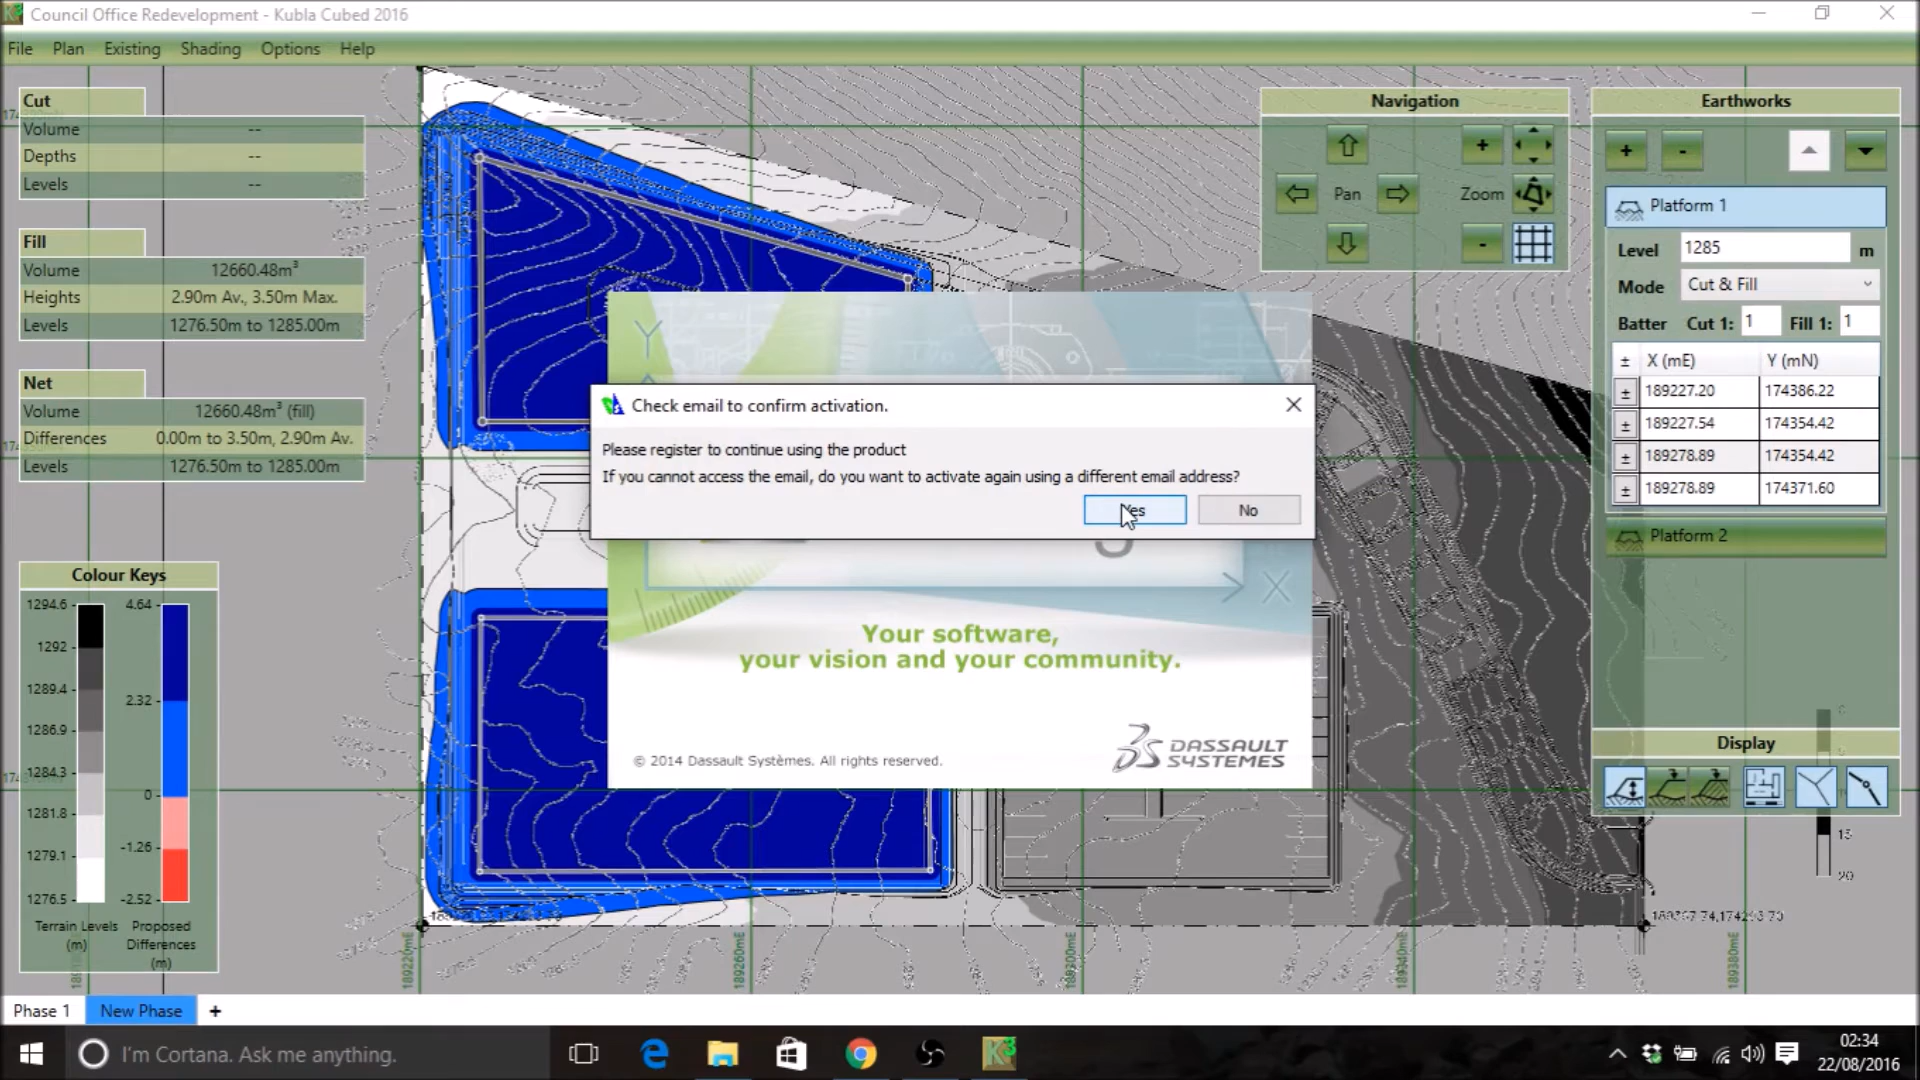 Council Office Redevelopment - Kubla Cubed 2016
File Plan Existing Shading Options Help
Cut
Volume --
Depths --
Levels --
Fill
Volume 12660.48m³
Heights 2.90m Av., 3.50m Max.
Levels 1276.50m to 1285.00m
Net
Volume 12660.48m³ (fill)
Differences 0.00m to 3.50m, 2.90m Av.
Levels 1276.50m to 1285.00m
Colour Keys
1294.6 4.64
1292
1289.4
2.32
1286.9
1284.3
0
1281.8
-1.26
1279.1
1276.5 -2.52
Terrain Levels (m)
Proposed Differences (m)
Navigation
+
Pan Zoom
-
Earthworks
+ -
Platform 1
Level 1285 m
Mode Cut & Fill
Batter Cut 1: 1 Fill 1: 1
± X (mE) Y (mN)
± 189227.20 174386.22
± 189227.54 174354.42
± 189278.89 174354.42
± 189278.89 174371.60
Platform 2
Display
15
20
Check email to confirm activation.
Please register to continue using the product
If you cannot access the email, do you want to activate again using a different email address?
Yes No
Y
X
Your software,
your vision and your community.
© 2014 Dassault Systèmes. All rights reserved.
DASSAULT
SYSTEMES
189220mE
189260mE
189300mE
189340mE
189380mE
Phase 1 New Phase +
I'm Cortana. Ask me anything.
02:34
22/08/2016